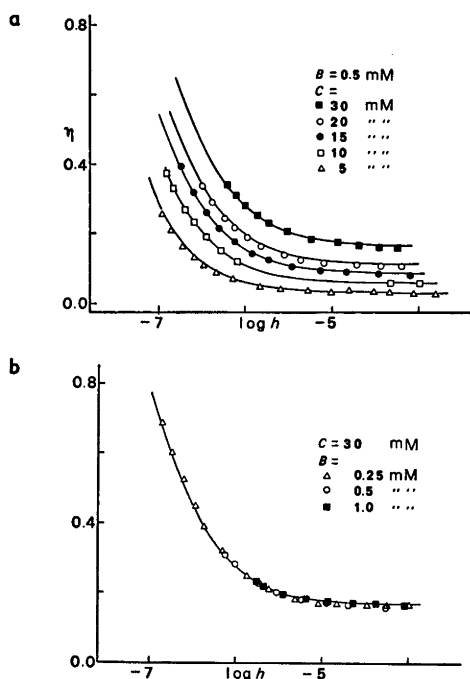 a
0.8
B = 0.5 mM
C =
■ 30 mM
○ 20 " "
● 15 " "
□ 10 " "
△ 5 " "
η
0.4
0.0
-7 log h -5
b
0.8
C = 30 mM
B =
△ 0.25 mM
○ 0.5 " "
■ 1.0 " "
0.4
0.0
-7 log h -5